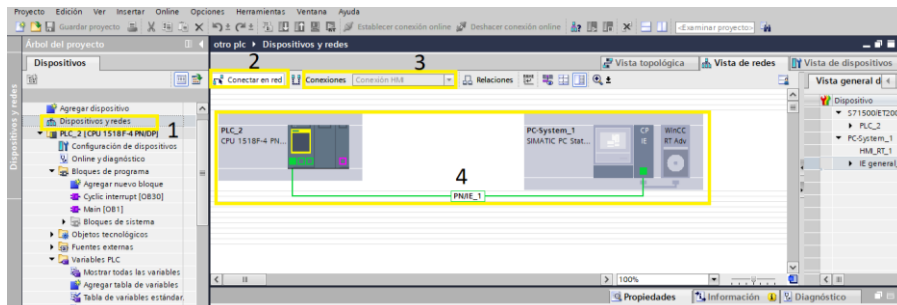 Proyecto Edición Ver Insertar Online Opciones Herramientas Ventana Ayuda
Guardar proyecto Establecer conexión online Deshacer conexión online <Examinar proyecto>
Árbol del proyecto
otro plc Dispositivos y redes
Dispositivos
2
3
Vista topológica Vista de redes Vista de dispositivos
Conectar en red Conexiones Conexión HMI Relaciones
Vista general d
Dispositivos y redes
Agregar dispositivo
Dispositivos y redes
1
PLC_2 [CPU 1518F-4 PN/DP]
Configuración de dispositivos
Online y diagnóstico
Bloques de programa
Agregar nuevo bloque
Cyclic interrupt [OB30]
Main [OB1]
Bloques de sistema
Objetos tecnológicos
Fuentes externas
Variables PLC
Mostrar todas las variables
Agregar tabla de variables
Tabla de variables estándar
PLC_2
CPU 1518F-4 PN...
PC-System_1
SIMATIC PC Stat...
CP
IE
WinCC
RT Adv
4
PN/IE_1
Dispositivo
S71500/ET200
PLC_2
PC-System_1
HMI_RT_1
IE general
100%
Propiedades Información Diagnóstico